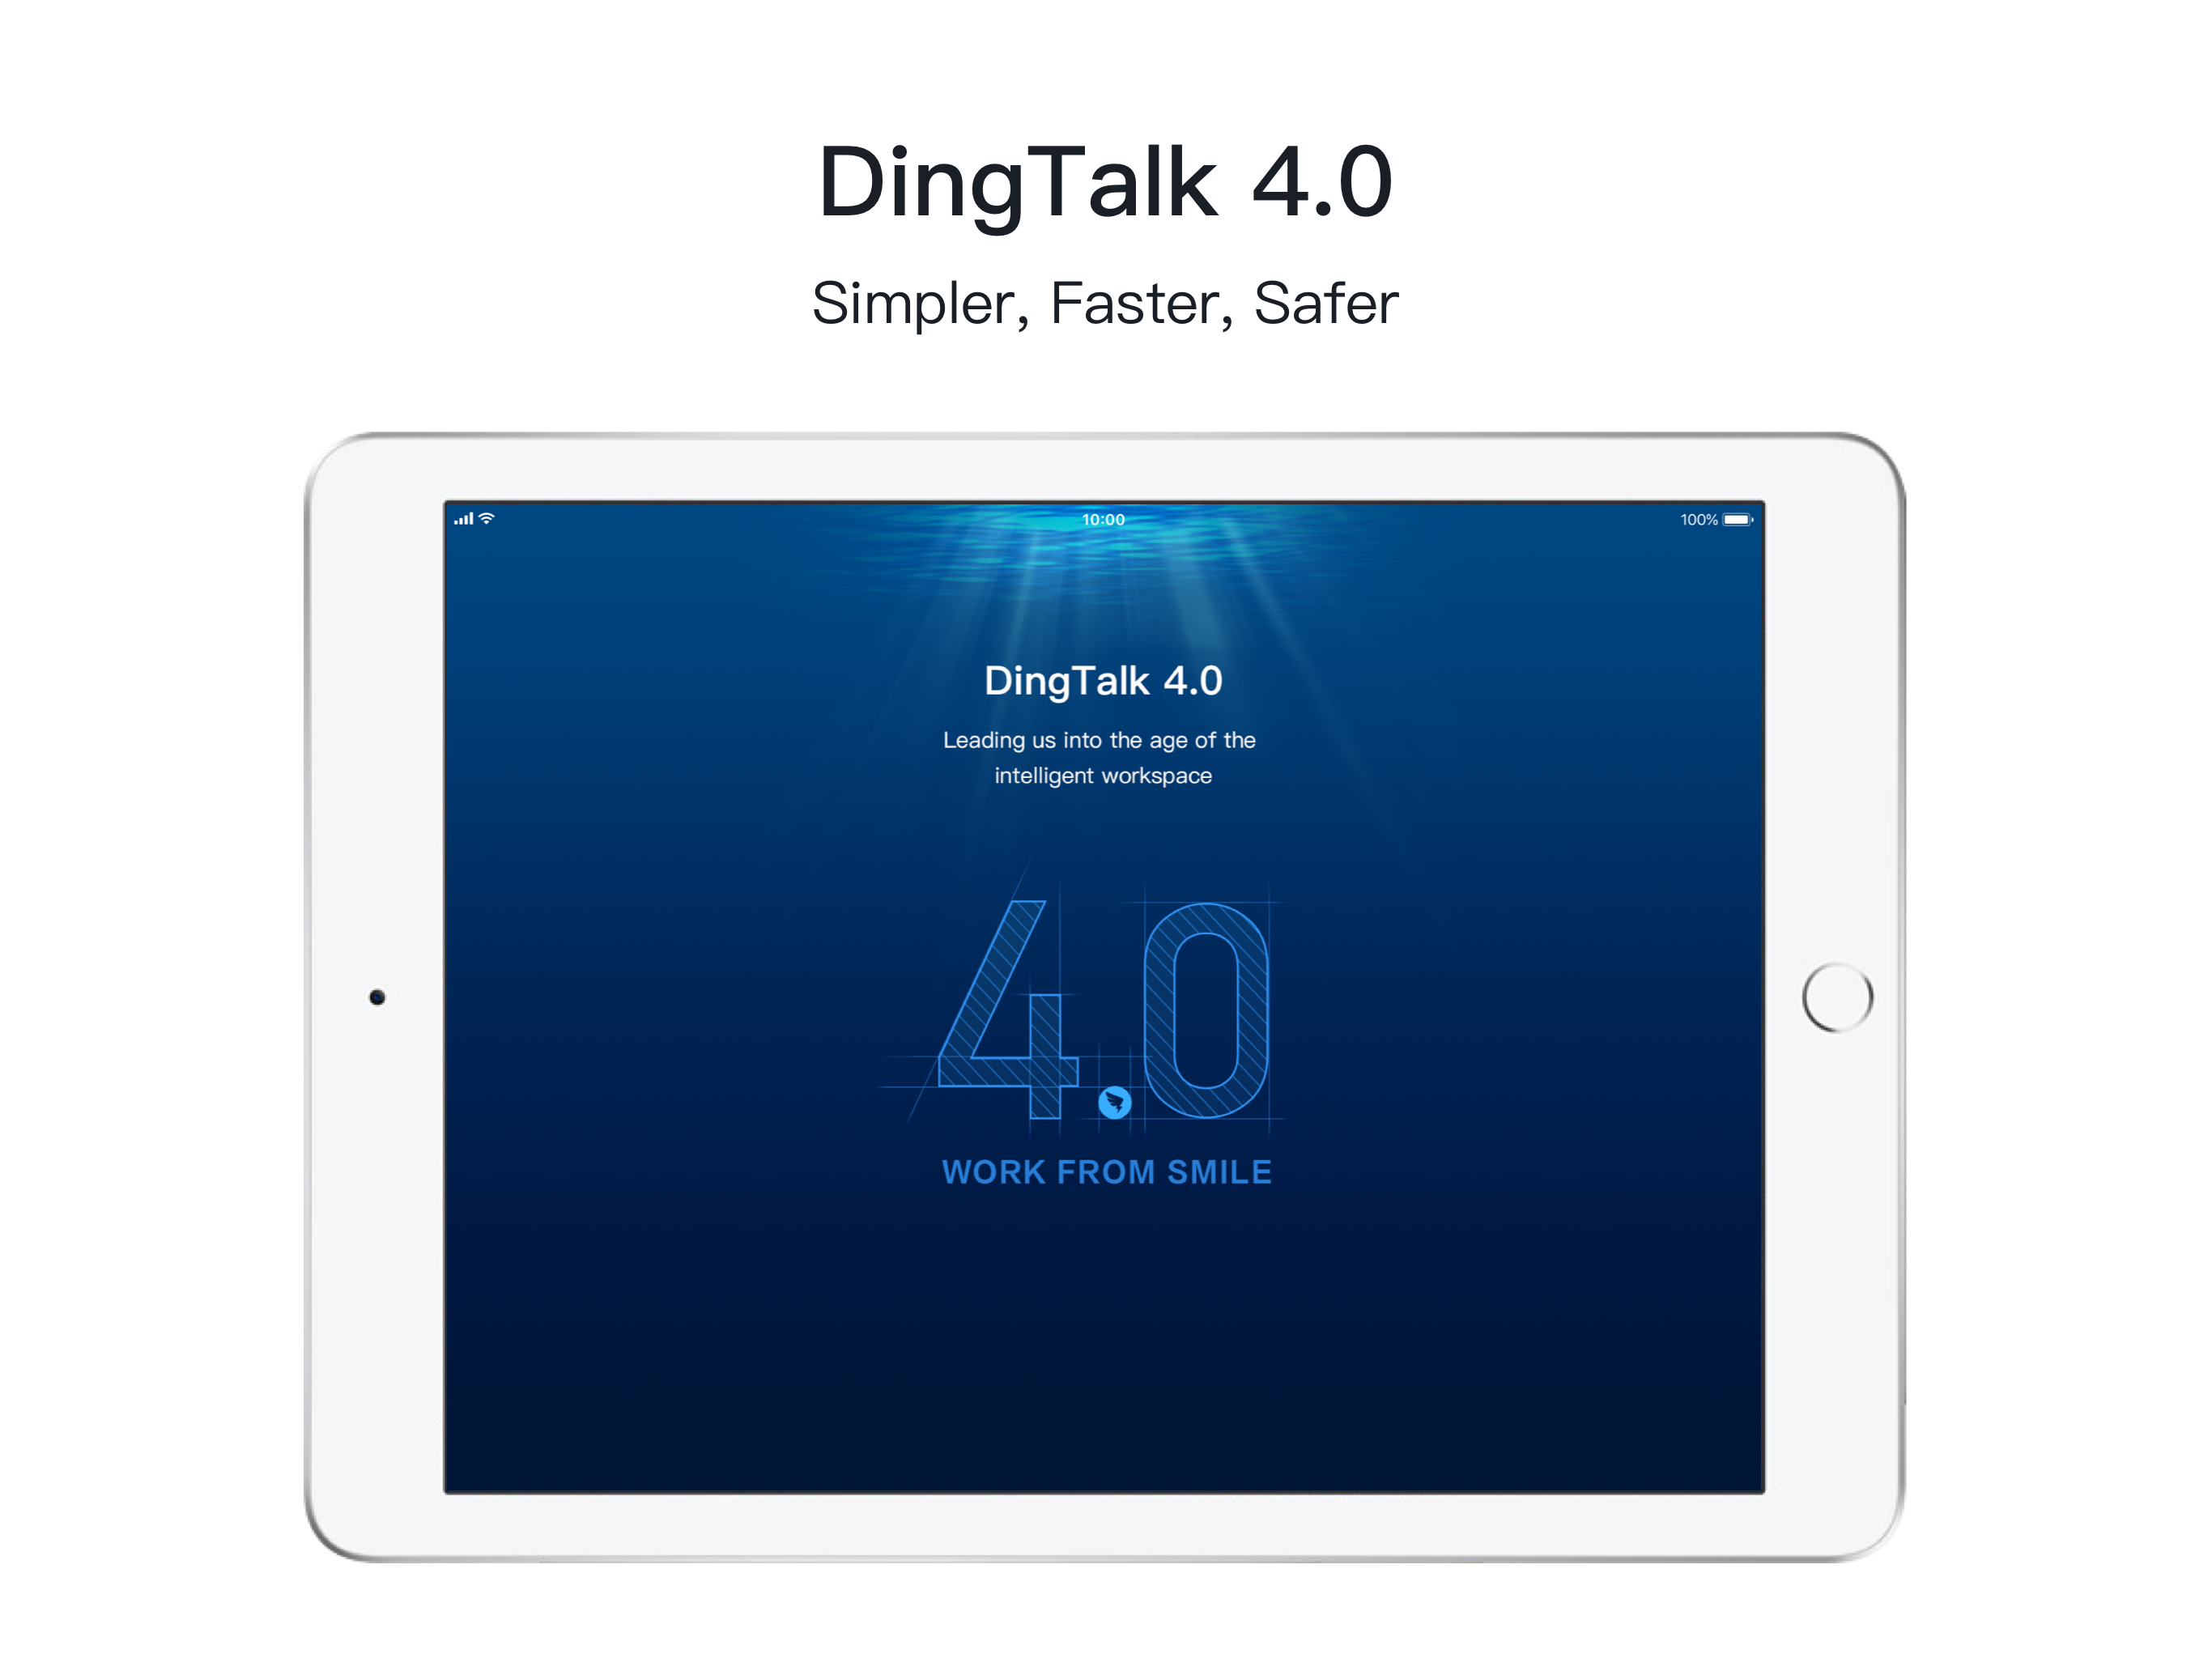 DingTalk 4.0
Simpler, Faster, Safer
10:00
100%
DingTalk 4.0
Leading us into the age of the
intelligent workspace
4.0
WORK FROM SMILE